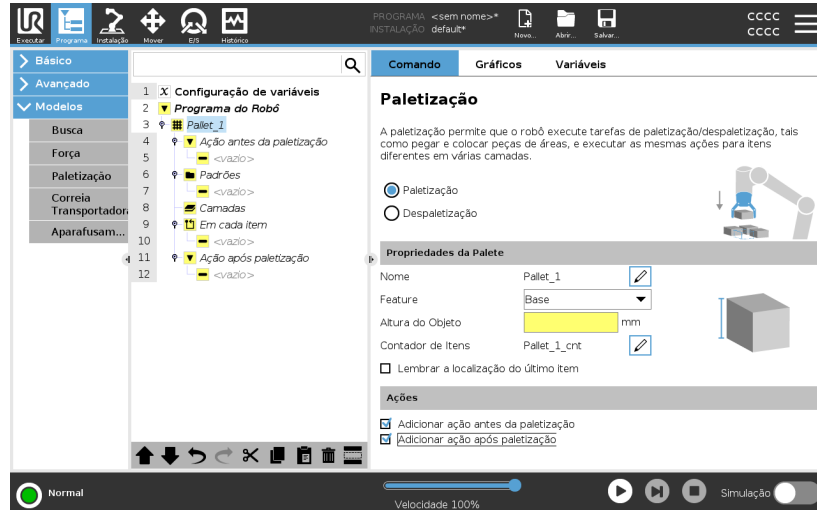 UR
PROGRAMA <sem nome>*
INSTALAÇÃO default*
CCCC
CCCC
Executar Programa Instalação Mover E/S Histórico Novo... Abrir... Salvar...
Básico
Avançado
Modelos
Busca
Força
Paletização
Correia
Transportadora
Aparafusam...
1 x Configuração de variáveis
2 Programa do Robô
3 Pallet_1
4 Ação antes da paletização
5 <vazio>
6 Padrões
7 <vazio>
8 Camadas
9 Em cada item
10 <vazio>
11 Ação após paletização
12 <vazio>
Comando Gráficos Variáveis
Paletização
A paletização permite que o robô execute tarefas de paletização/despaletização, tais
como pegar e colocar peças de áreas, e executar as mesmas ações para itens
diferentes em várias camadas.
Paletização
Despaletização
Propriedades da Palete
Nome Pallet_1
Feature Base
Altura do Objeto mm
Contador de Itens Pallet_1_cnt
Lembrar a localização do último item
Ações
Adicionar ação antes da paletização
Adicionar ação após paletização
Normal
Velocidade 100%
Simulação